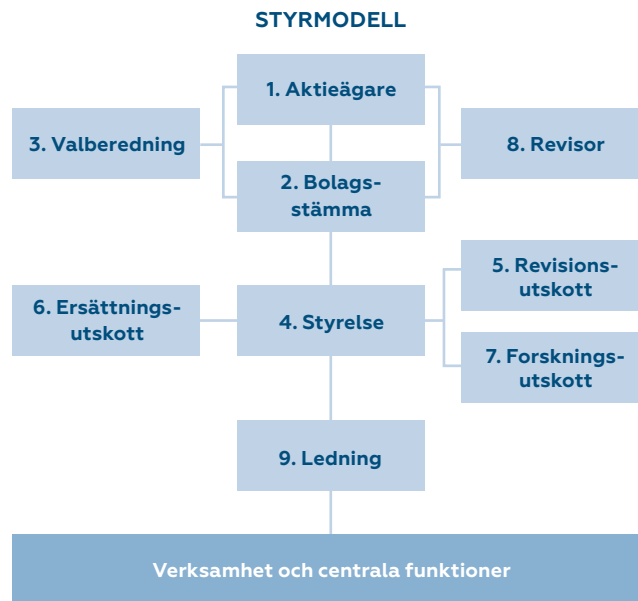 STYRMODELL
1. Aktieägare
3. Valberedning
8. Revisor
2. Bolags-
stämma
5. Revisions-
utskott
6. Ersättnings-
utskott
4. Styrelse
7. Forsknings-
utskott
9. Ledning
Verksamhet och centrala funktioner